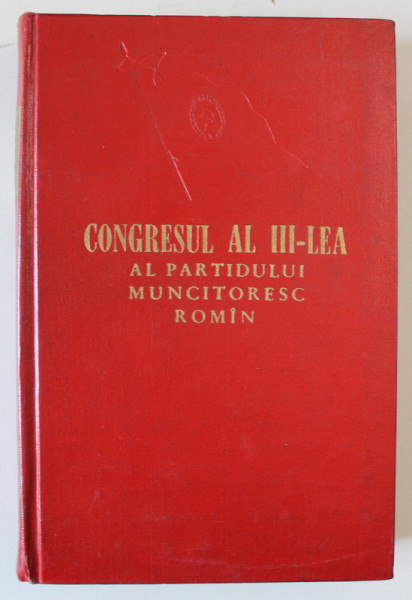 CONGRESUL AL III-LEA
AL PARTIDULUI
MUNCITORESC
ROMÎN